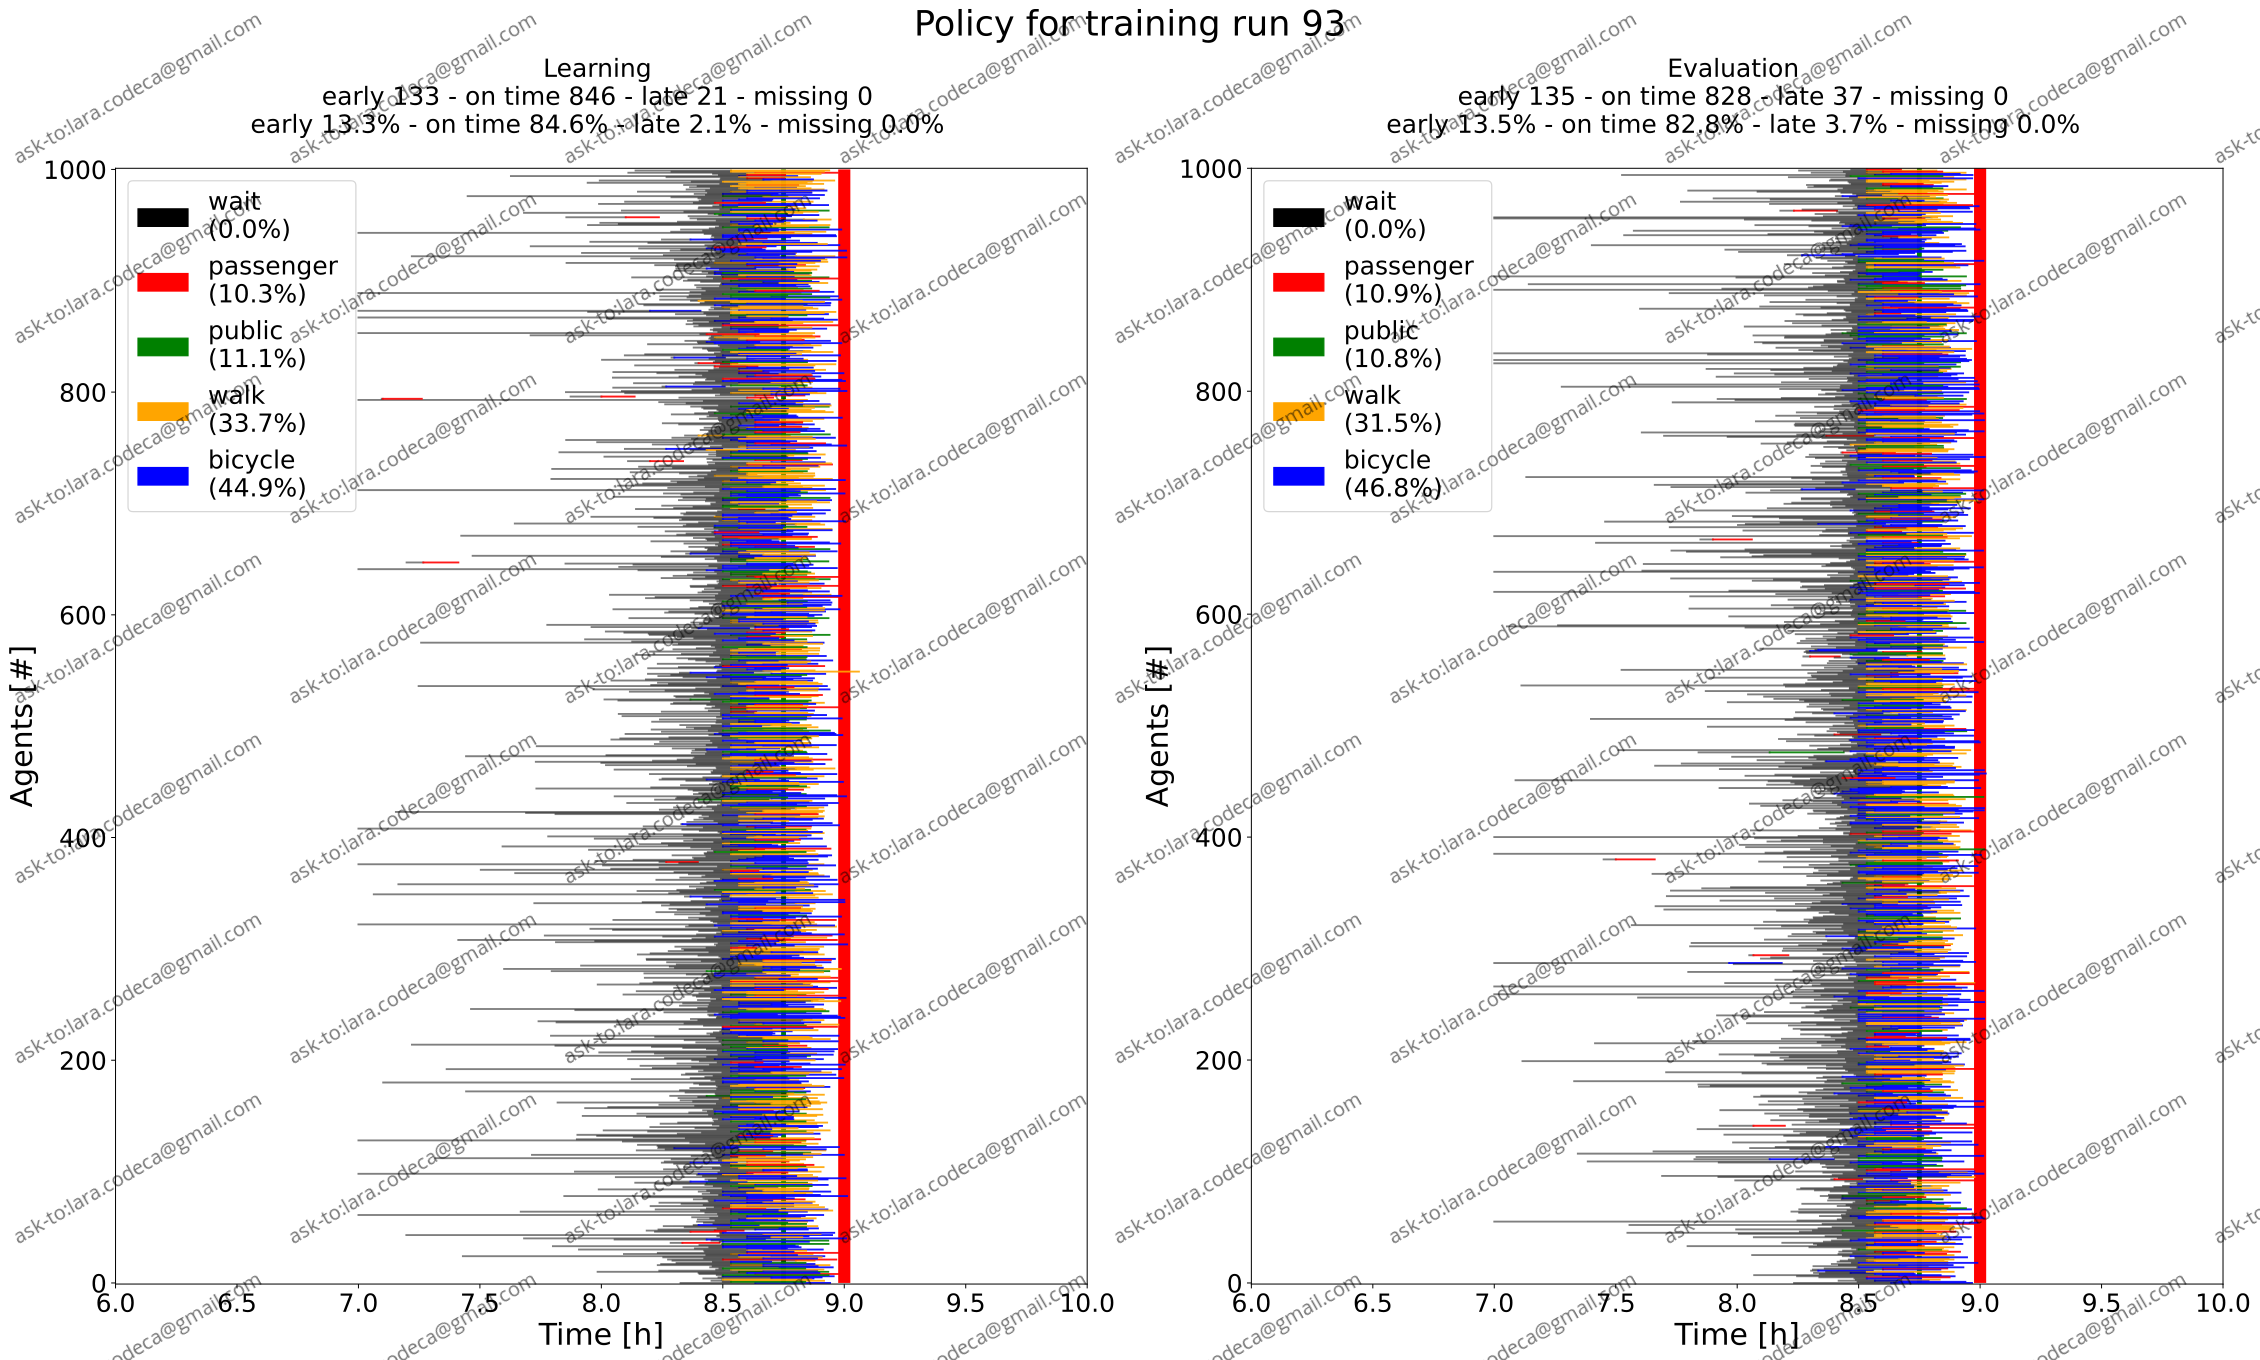 Policy for training run 93
Learning
early 133 - on time 846 - late 21 - missing 0
early 13.3% - on time 84.6% - late 2.1% - missing 0.0%
Agents [#]
1000
800
600
400
200
0
wait
(0.0%)
passenger
(10.3%)
public
(11.1%)
walk
(33.7%)
bicycle
(44.9%)
6.0 6.5 7.0 7.5 8.0 8.5 9.0 9.5 10.0
Time [h]
Evaluation
early 135 - on time 828 - late 37 - missing 0
early 13.5% - on time 82.8% - late 3.7% - missing 0.0%
Agents [#]
1000
800
600
400
200
0
wait
(0.0%)
passenger
(10.9%)
public
(10.8%)
walk
(31.5%)
bicycle
(46.8%)
6.0 6.5 7.0 7.5 8.0 8.5 9.0 9.5 10.0
Time [h]
ask-to:lara.codeca@gmail.com